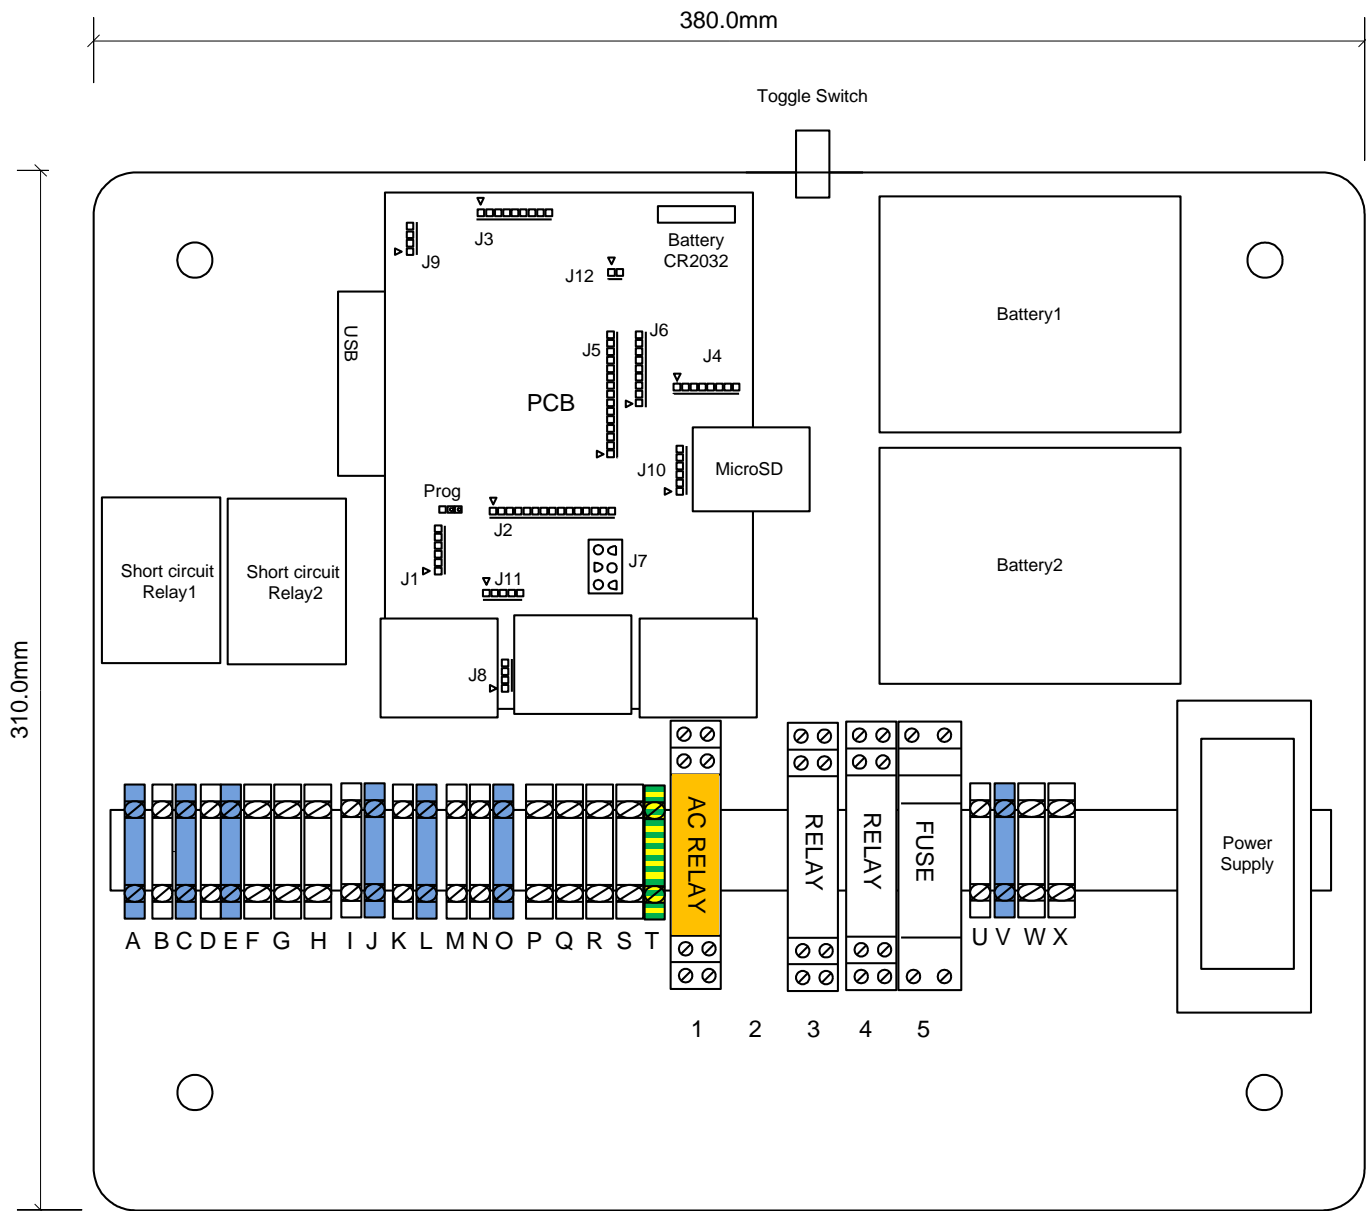 380.0mm
Toggle Switch
J3
J9
Battery
CR2032
J12
USB
J5
J6
J4
Battery1
PCB
J10
MicroSD
Prog
J2
J1
J11
J7
Short circuit
Relay1
Short circuit
Relay2
Battery2
310.0mm
J8
AC RELAY
RELAY
RELAY
FUSE
Power
Supply
A B C D E F G H I J K L M N O P Q R S T U V W X
1 2 3 4 5